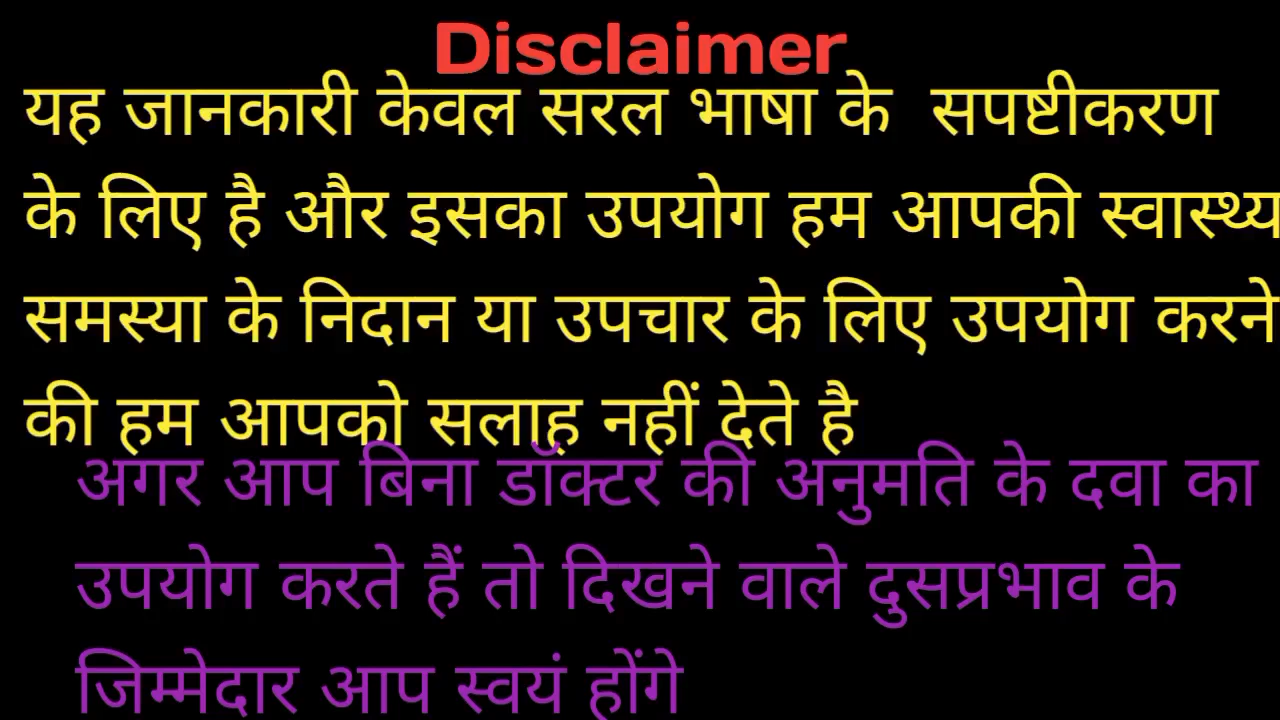 Disclaimer
यह जानकारी केवल सरल भाषा के सपष्टीकरण
के लिए है और इसका उपयोग हम आपकी स्वास्थ्य
समस्या के निदान या उपचार के लिए उपयोग करने
की हम आपको सलाह नहीं देते है
अगर आप बिना डॉक्टर की अनुमति के दवा का
उपयोग करते हैं तो दिखने वाले दुसप्रभाव के
जिम्मेदार आप स्वयं होंगे